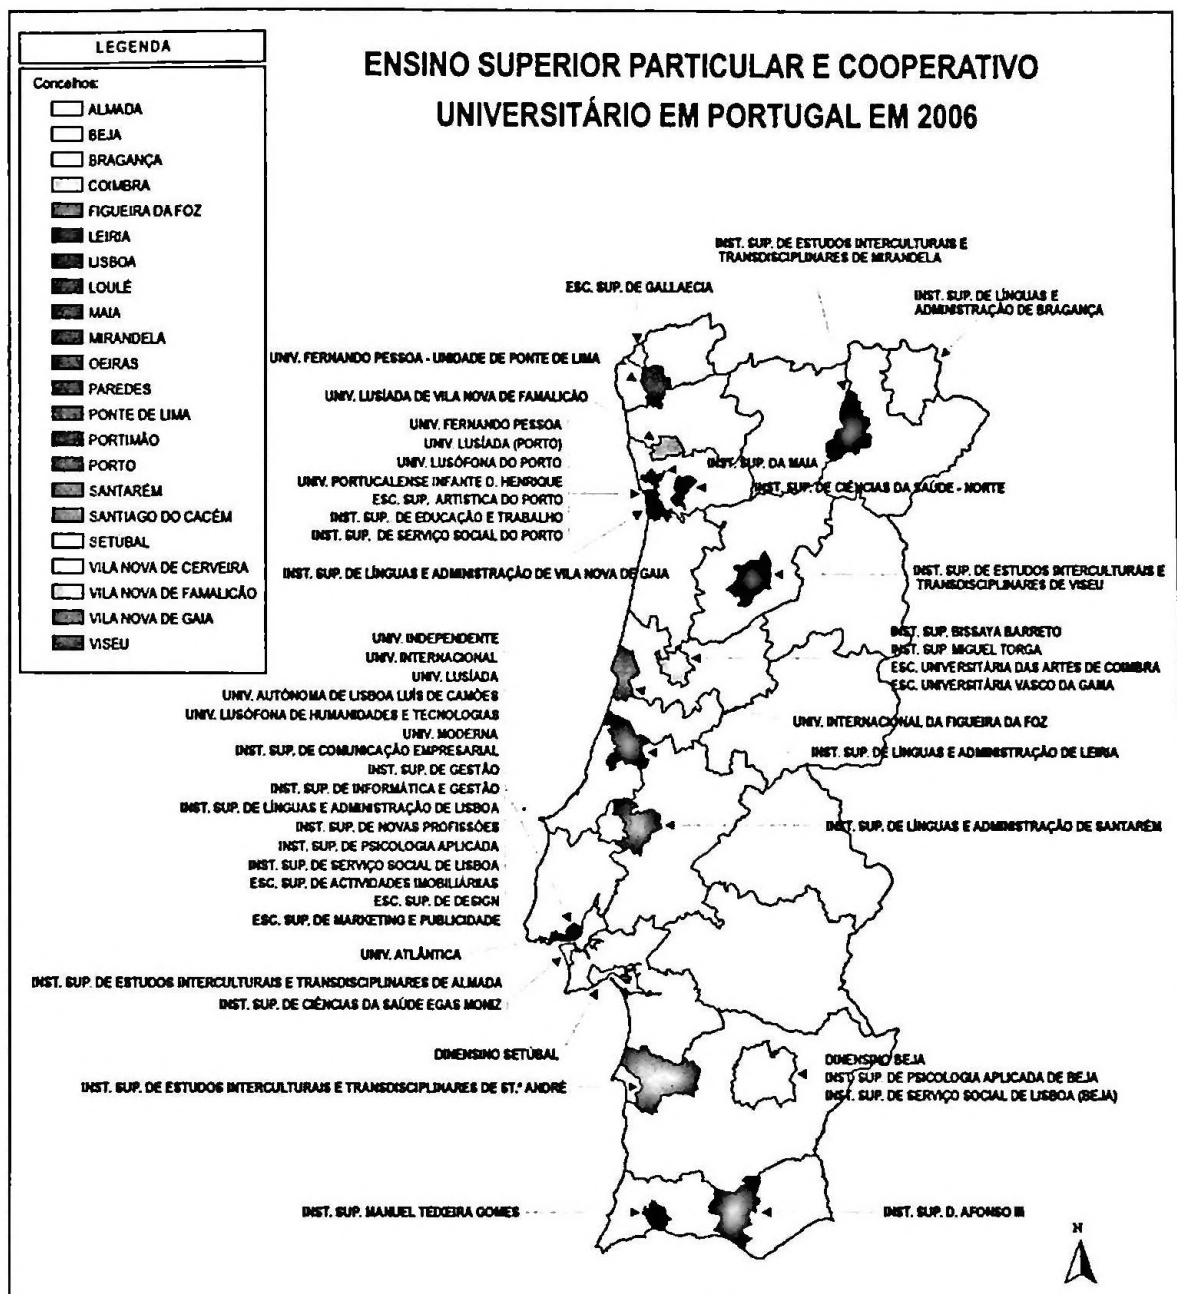 LEGENDA
Concelhos:
ALMADA
BEJA
BRAGANÇA
COIMBRA
FIGUEIRA DA FOZ
LEIRIA
LISBOA
LOULÉ
MAIA
MIRANDELA
OEIRAS
PAREDES
PONTE DE LIMA
PORTIMÃO
PORTO
SANTARÉM
SANTIAGO DO CACÉM
SETUBAL
VILA NOVA DE CERVEIRA
VILA NOVA DE FAMALICÃO
VILA NOVA DE GAIA
VISEU
ENSINO SUPERIOR PARTICULAR E COOPERATIVO
UNIVERSITÁRIO EM PORTUGAL EM 2006
INST. SUP. DE ESTUDOS INTERCULTURAIS E
TRANSDISCIPLINARES DE MIRANDELA
ESC. SUP. DE GALLAECIA
INST. SUP. DE LÍNGUAS E
ADMINISTRAÇÃO DE BRAGANÇA
UNIV. FERNANDO PESSOA - UNIDADE DE PONTE DE LIMA
UNIV. LUSÍADA DE VILA NOVA DE FAMALICÃO
UNIV. FERNANDO PESSOA
UNIV. LUSÍADA (PORTO)
UNIV. LUSÓFONA DO PORTO
INST. SUP. DA MAIA
UNIV. PORTUCALENSE INFANTE D. HENRIQUE
INST. SUP. DE CIÊNCIAS DA SAÚDE - NORTE
ESC. SUP. ARTISTICA DO PORTO
INST. SUP. DE EDUCAÇÃO E TRABALHO
INST. SUP. DE SERVIÇO SOCIAL DO PORTO
INST. SUP. DE LÍNGUAS E ADMINISTRAÇÃO DE VILA NOVA DE GAIA
INST. SUP. DE ESTUDOS INTERCULTURAIS E
TRANSDISCIPLINARES DE VISEU
INST. SUP. BISSAYA BARRETO
INST. SUP. MIGUEL TORGA
ESC. UNIVERSITÁRIA DAS ARTES DE COIMBRA
ESC. UNIVERSITÁRIA VASCO DA GAMA
UNIV. INDEPENDENTE
UNIV. INTERNACIONAL
UNIV. LUSÍADA
UNIV. AUTÓNOMA DE LISBOA LUÍS DE CAMÕES
UNIV. LUSÓFONA DE HUMANIDADES E TECNOLOGIAS
UNIV. MODERNA
INST. SUP. DE COMUNICAÇÃO EMPRESARIAL
INST. SUP. DE GESTÃO
INST. SUP. DE INFORMÁTICA E GESTÃO
INST. SUP. DE LÍNGUAS E ADMINISTRAÇÃO DE LISBOA
INST. SUP. DE NOVAS PROFISSÕES
INST. SUP. DE PSICOLOGIA APLICADA
INST. SUP. DE SERVIÇO SOCIAL DE LISBOA
ESC. SUP. DE ACTIVIDADES IMOBILIÁRIAS
ESC. SUP. DE DESIGN
ESC. SUP. DE MARKETING E PUBLICIDADE
UNIV. INTERNACIONAL DA FIGUEIRA DA FOZ
INST. SUP. DE LÍNGUAS E ADMINISTRAÇÃO DE LEIRIA
INST. SUP. DE LÍNGUAS E ADMINISTRAÇÃO DE SANTARÉM
UNIV. ATLÂNTICA
INST. SUP. DE ESTUDOS INTERCULTURAIS E TRANSDISCIPLINARES DE ALMADA
INST. SUP. DE CIÊNCIAS DA SAÚDE EGAS MONIZ
DINENSINO SETÚBAL
INST. SUP. DE ESTUDOS INTERCULTURAIS E TRANSDISCIPLINARES DE ST.º ANDRÉ
DINENSINO BEJA
INST. SUP. DE PSICOLOGIA APLICADA DE BEJA
INST. SUP. DE SERVIÇO SOCIAL DE LISBOA (BEJA)
INST. SUP. MANUEL TEIXEIRA GOMES
INST. SUP. D. AFONSO III
N